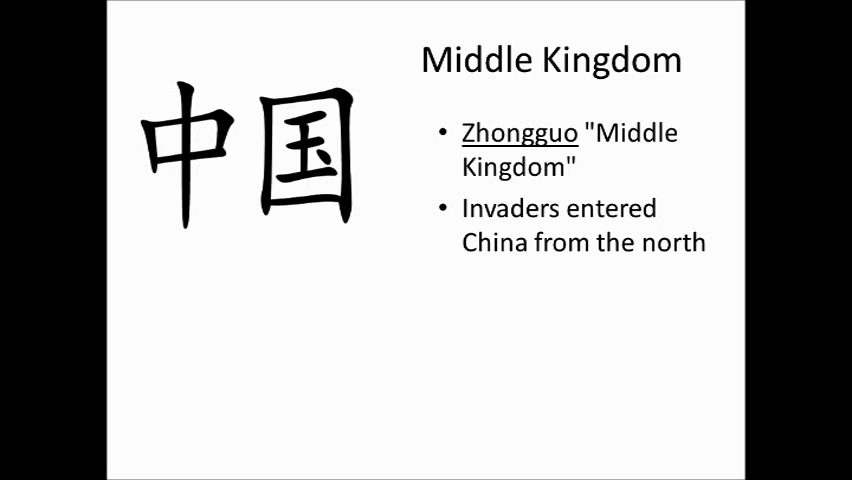 中国
Middle Kingdom
• Zhongguo "Middle
Kingdom"
• Invaders entered
China from the north